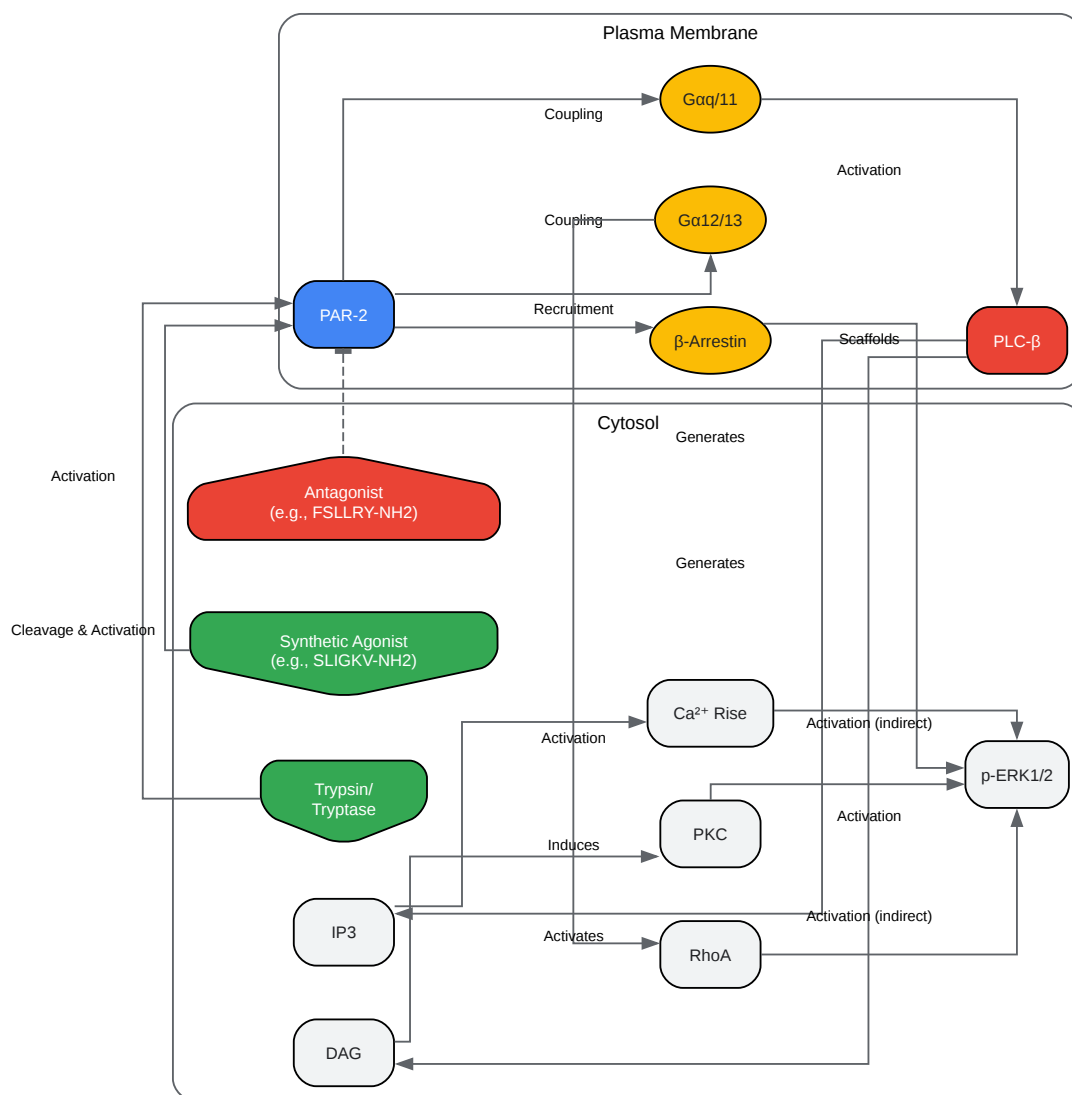 Plasma Membrane
Gαq/11
Coupling
Activation
Coupling
Gα12/13
Recruitment
PAR-2
β-Arrestin
Scaffolds
PLC-β
Cytosol
Generates
Activation
Antagonist
(e.g., FSLLRY-NH2)
Generates
Cleavage & Activation
Synthetic Agonist
(e.g., SLIGKV-NH2)
Ca²⁺ Rise
Activation (indirect)
Activation
p-ERK1/2
Trypsin/
Tryptase
Activation
PKC
Induces
Activation (indirect)
IP3
Activates
RhoA
DAG